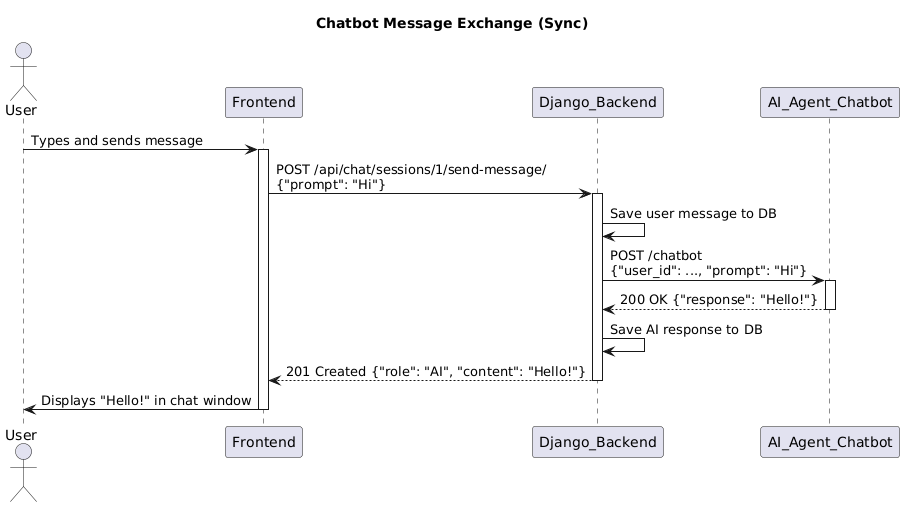 Chatbot Message Exchange (Sync)
User
Frontend
Django_Backend
AI_Agent_Chatbot
Types and sends message
POST /api/chat/sessions/1/send-message/
{"prompt": "Hi"}
Save user message to DB
POST /chatbot
{"user_id": ..., "prompt": "Hi"}
200 OK {"response": "Hello!"}
Save AI response to DB
201 Created {"role": "AI", "content": "Hello!"}
Displays "Hello!" in chat window
User
Frontend
Django_Backend
AI_Agent_Chatbot